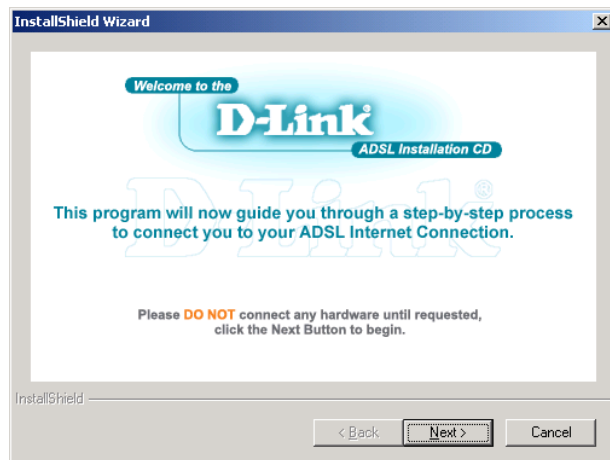 InstallShield Wizard
Welcome to the
D-Link®
ADSL Installation CD
D-Link®
This program will now guide you through a step-by-step process
to connect you to your ADSL Internet Connection.
Please DO NOT connect any hardware until requested,
click the Next Button to begin.
InstallShield
< Back
Next >
Cancel